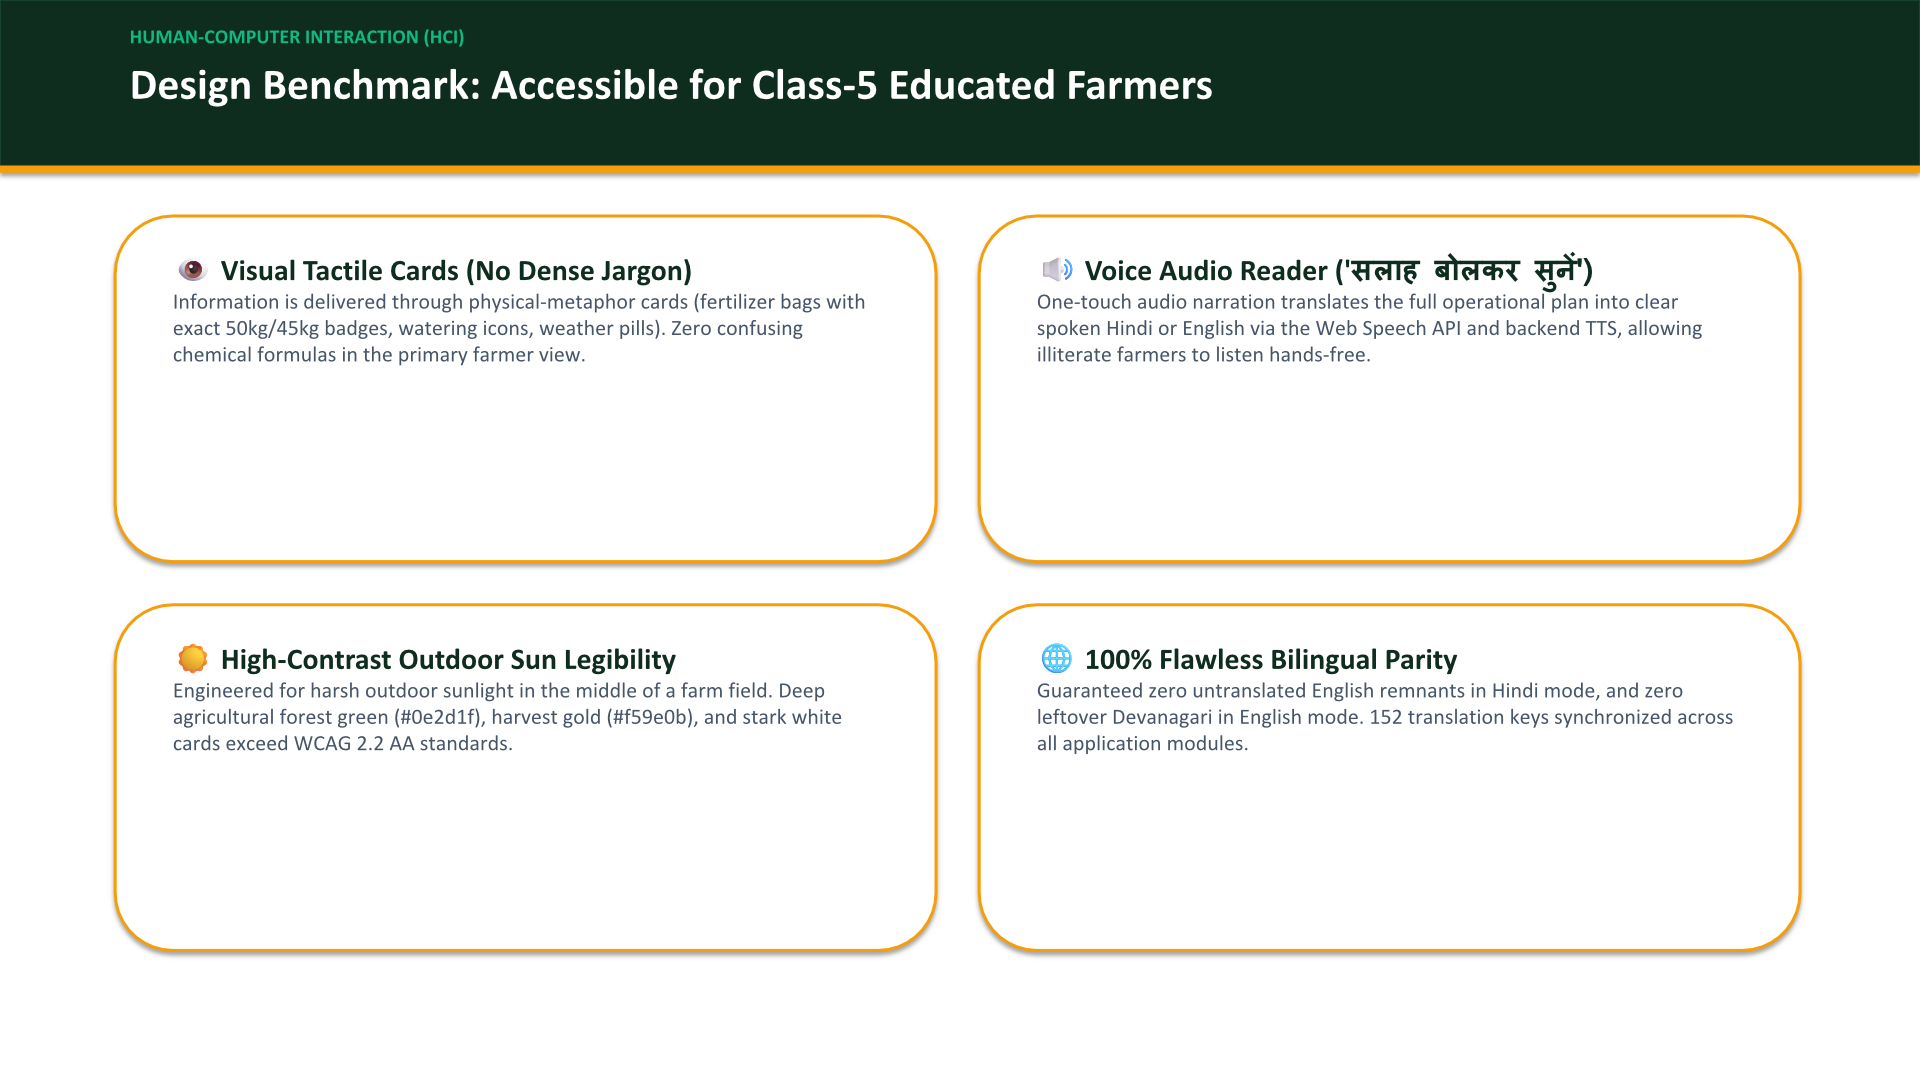 HUMAN-COMPUTER INTERACTION (HCI)
Design Benchmark: Accessible for Class-5 Educated Farmers
👁️ Visual Tactile Cards (No Dense Jargon)
Information is delivered through physical-metaphor cards (fertilizer bags with
exact 50kg/45kg badges, watering icons, weather pills). Zero confusing
chemical formulas in the primary farmer view.
🔊 Voice Audio Reader ('सलाह बोलकर सुनें')
One-touch audio narration translates the full operational plan into clear
spoken Hindi or English via the Web Speech API and backend TTS, allowing
illiterate farmers to listen hands-free.
☀️ High-Contrast Outdoor Sun Legibility
Engineered for harsh outdoor sunlight in the middle of a farm field. Deep
agricultural forest green (#0e2d1f), harvest gold (#f59e0b), and stark white
cards exceed WCAG 2.2 AA standards.
🌐 100% Flawless Bilingual Parity
Guaranteed zero untranslated English remnants in Hindi mode, and zero
leftover Devanagari in English mode. 152 translation keys synchronized across
all application modules.